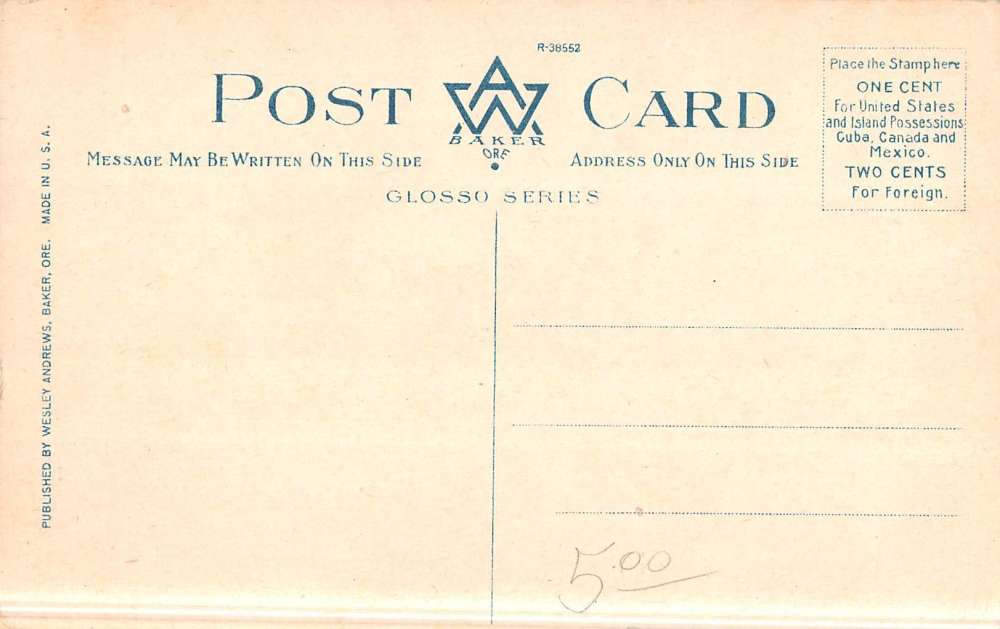 R-38552
POST CARD
AW
BAKER
ORE
MESSAGE MAY BE WRITTEN ON THIS SIDE
ADDRESS ONLY ON THIS SIDE
GLOSSO SERIES
Place the Stamp here
ONE CENT
For United States
and Island Possessions
Cuba, Canada and
Mexico.
TWO CENTS
For Foreign.
PUBLISHED BY WESLEY ANDREWS, BAKER, ORE. MADE IN U. S. A.
5.00